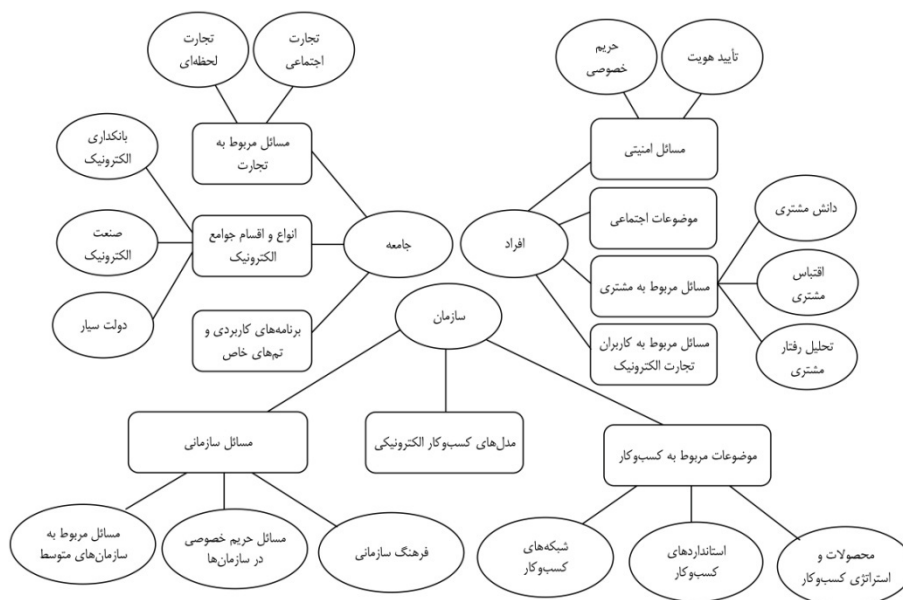 تجارت
لحظه‌ای
تجارت
اجتماعی
حریم
خصوصی
تأیید هویت
مسائل مربوط به
تجارت
مسائل امنیتی
بانکداری
الکترونیک
صنعت
الکترونیک
دولت سیار
انواع و اقسام جوامع
الکترونیک
جامعه
برنامه‌های کاربردی و
تم‌های خاص
افراد
موضوعات اجتماعی
مسائل مربوط به مشتری
مسائل مربوط به کاربران
تجارت الکترونیک
دانش مشتری
اقتباس
مشتری
تحلیل رفتار
مشتری
سازمان
مسائل سازمانی
مدل‌های کسب‌وکار الکترونیکی
موضوعات مربوط به کسب‌وکار
مسائل مربوط به
سازمان‌های متوسط
مسائل حریم خصوصی
در سازمان‌ها
فرهنگ سازمانی
شبکه‌های
کسب‌وکار
استانداردهای
کسب‌وکار
محصولات و
استراتژی کسب‌وکار